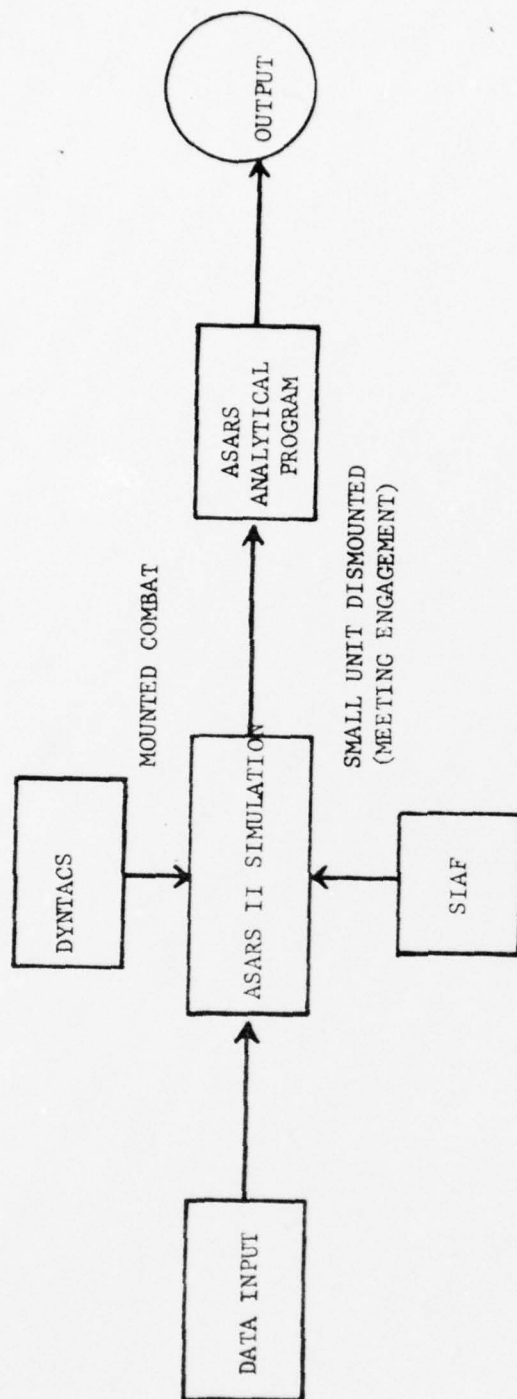 DYNTACS
MOUNTED COMBAT
DATA INPUT
ASARS II SIMULATION
ASARS
ANALYTICAL
PROGRAM
OUTPUT
SIAF
SMALL UNIT DISMOUNTED
(MEETING ENGAGEMENT)